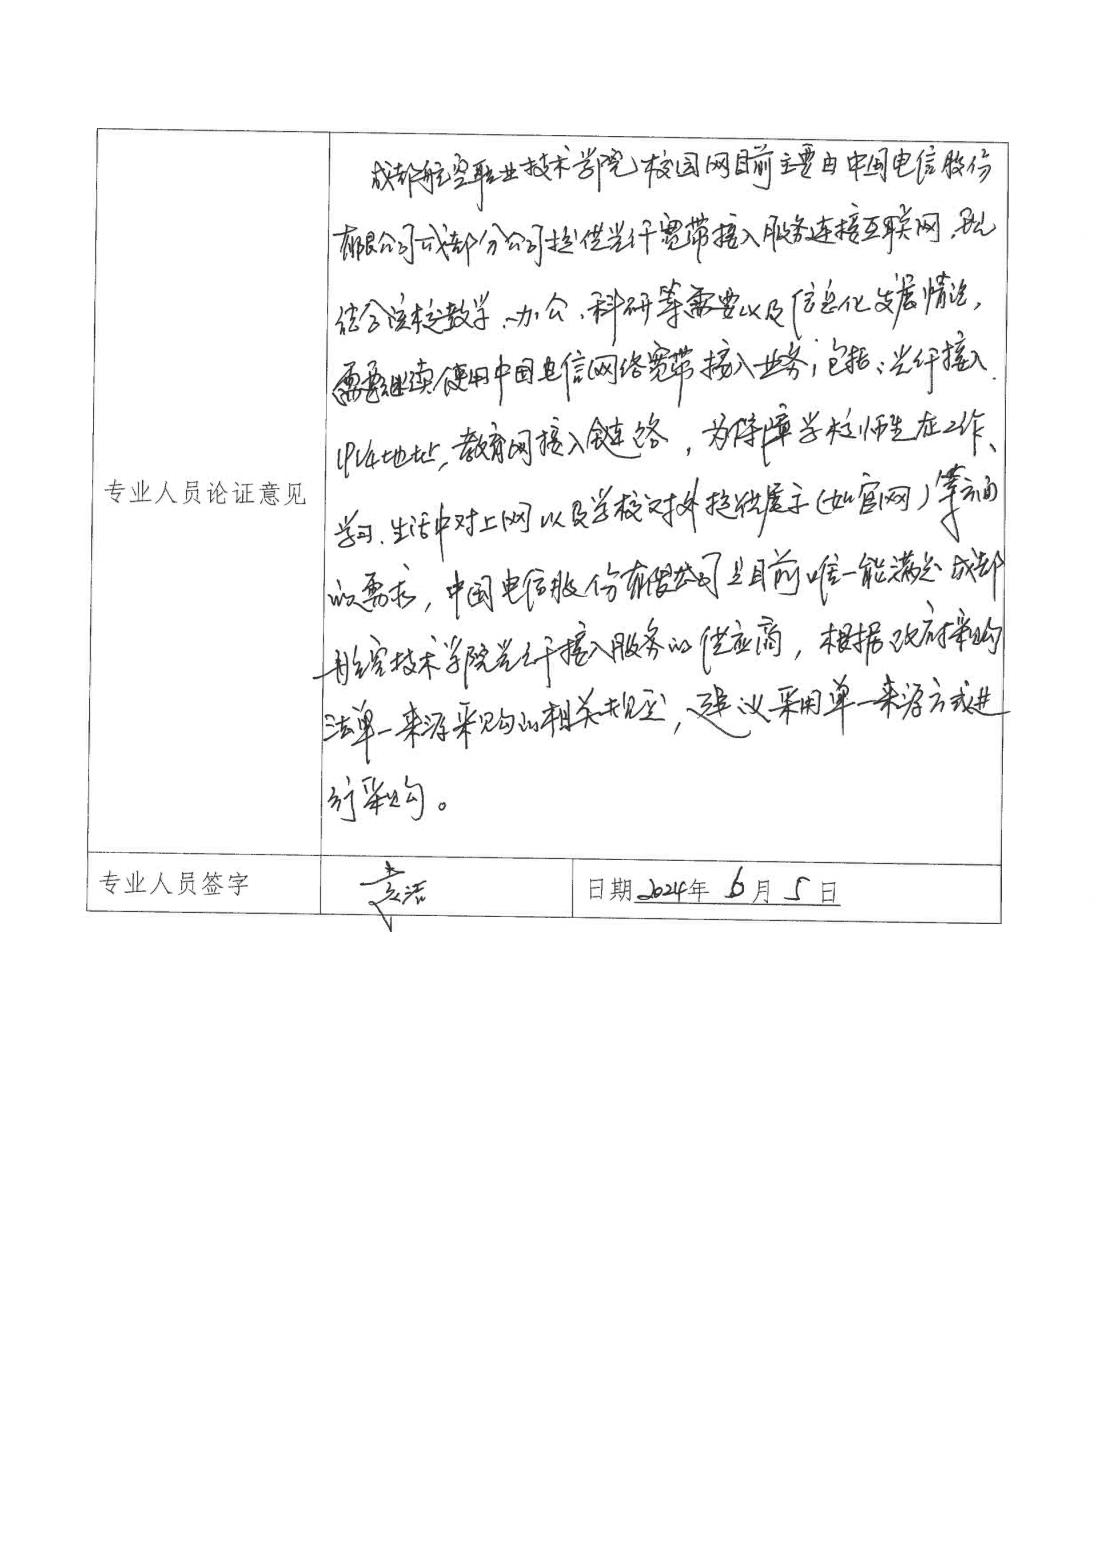 成都航空职业技术学院校园网目前主要由中国电信股份
有限公司成都分公司提供光纤宽带接入服务连接互联网,现
结合该校教学、办公、科研等需要以及信息化发展情况,
需要继续使用中国电信网络宽带接入业务;包括:光纤接入、
IPV4地址,教育网接入链路,为保障学校师生在工作、
专业人员论证意见
学习、生活中对上网以及学校对外提供展示(如官网)等方面
的需求,中国电信股份有限公司是目前唯一能满足成都
航空技术学院光纤接入服务的供应商,根据政府采购
法单一来源采购的相关规定,建议采用单一来源方式进
行采购。
专业人员签字 洁 日期 2024年 6 月 5 日